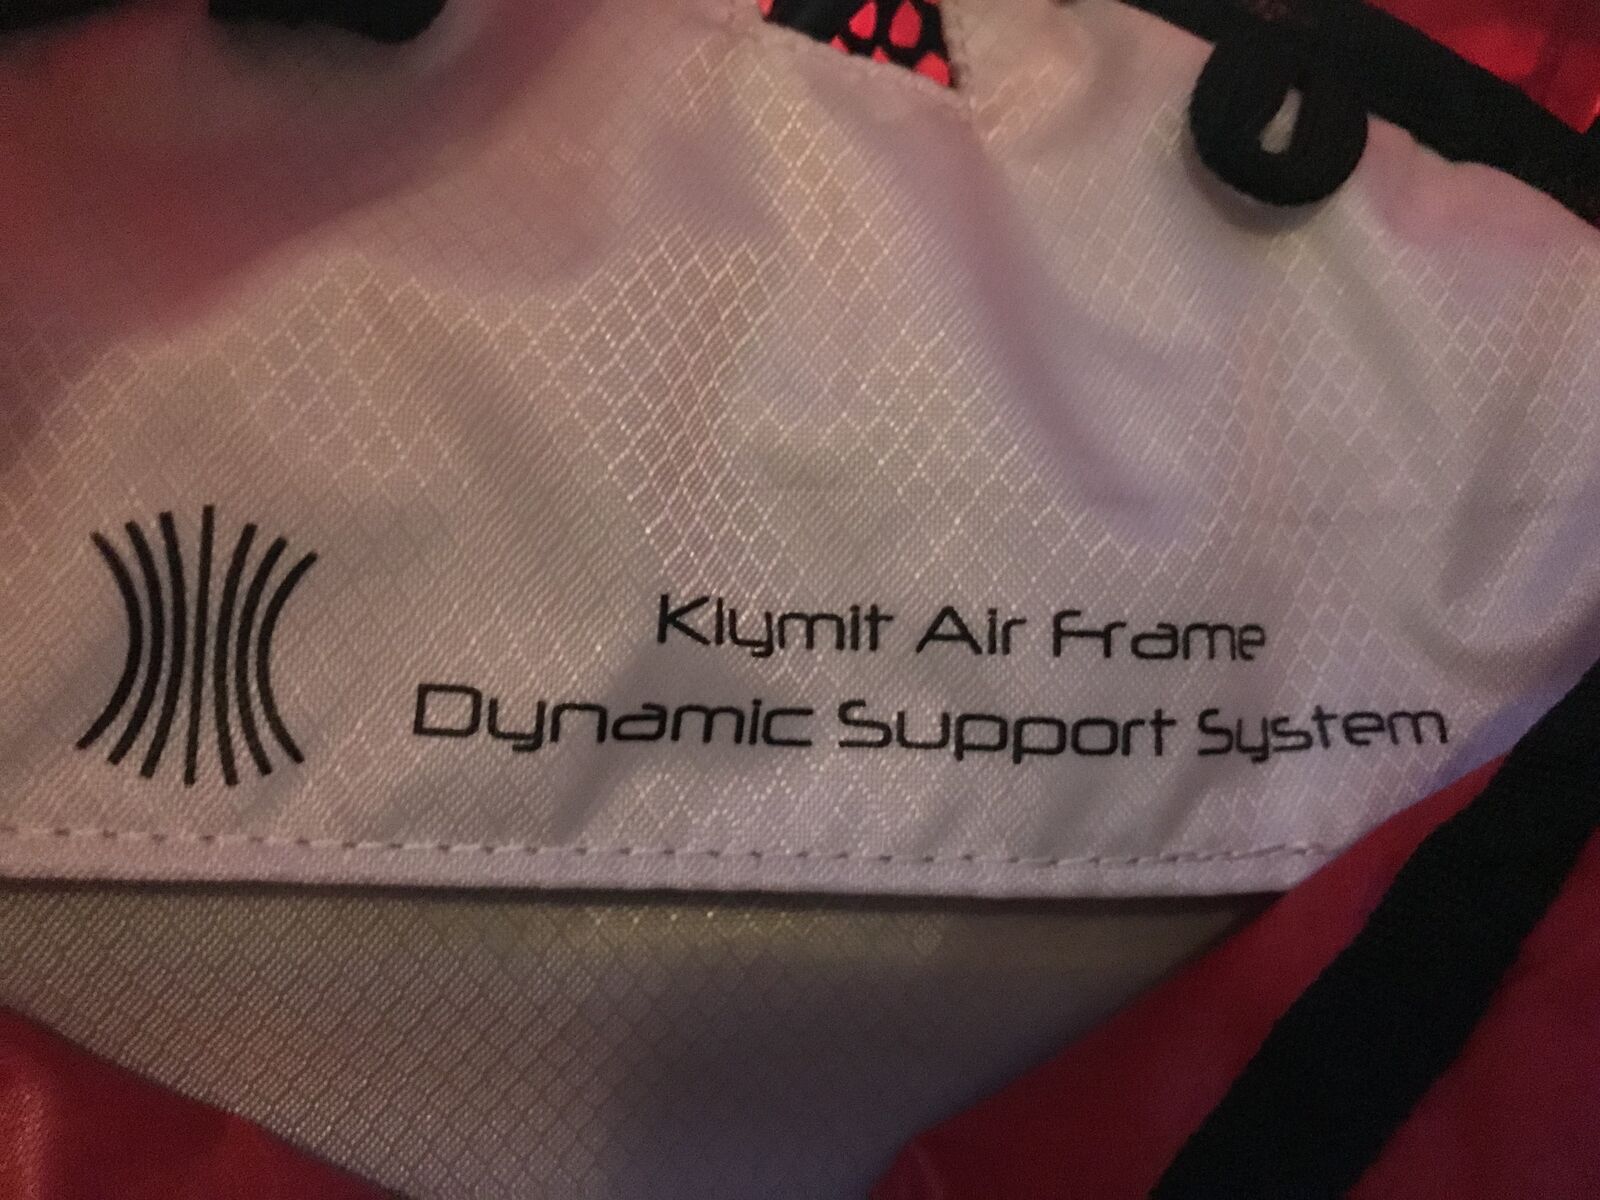 Klymit Air Frame
Dynamic Support System